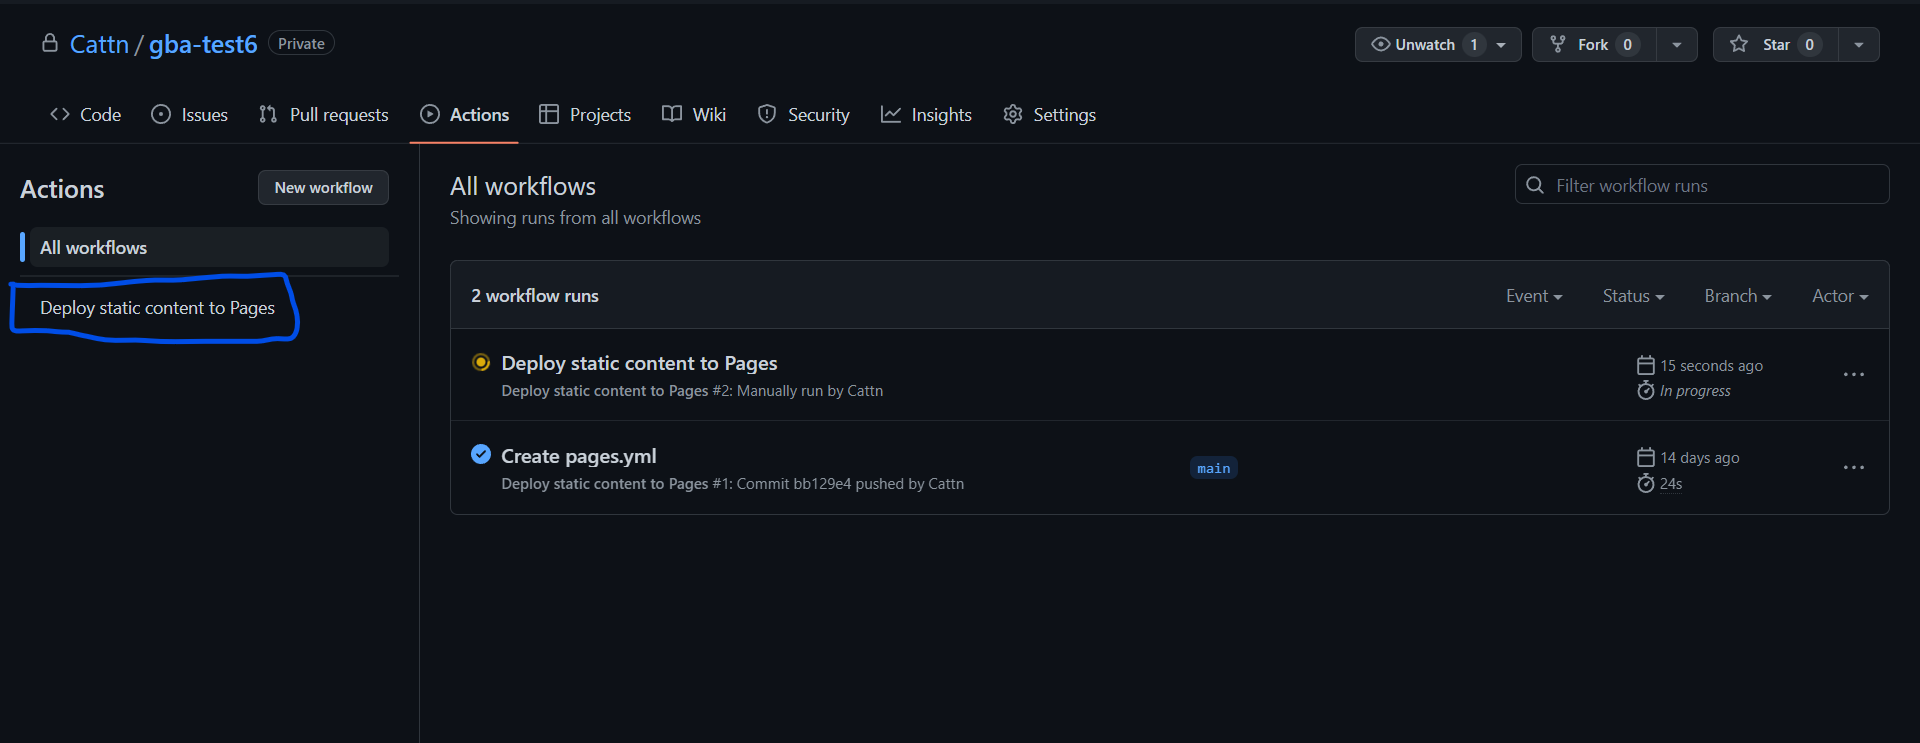 Cattn / gba-test6 Private
Unwatch 1 Fork 0 Star 0
Code Issues Pull requests Actions Projects Wiki Security Insights Settings
Actions
New workflow
All workflows
Deploy static content to Pages
All workflows
Showing runs from all workflows
Filter workflow runs
2 workflow runs
Event Status Branch Actor
Deploy static content to Pages
Deploy static content to Pages #2: Manually run by Cattn
15 seconds ago
In progress
Create pages.yml
Deploy static content to Pages #1: Commit bb129e4 pushed by Cattn
main
14 days ago
24s